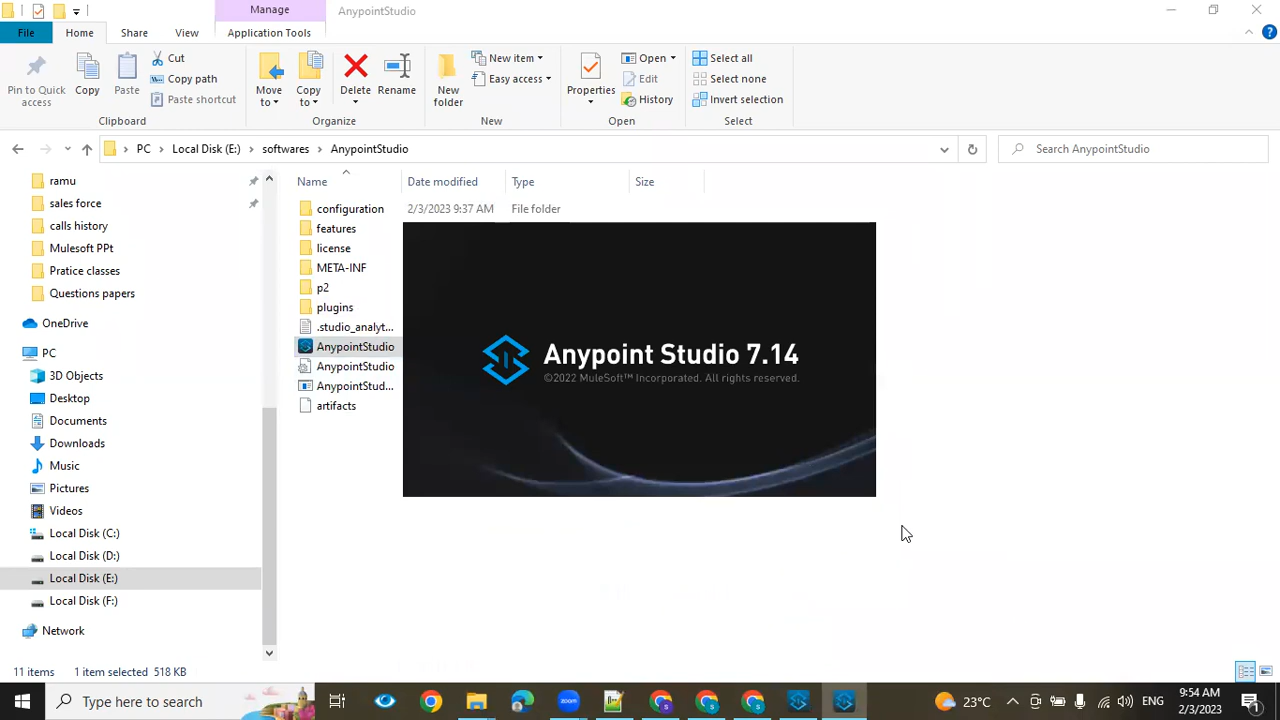 Manage
AnypointStudio
File
Home
Share
View
Application Tools
Pin to Quick access
Copy
Paste
Cut
Copy path
Paste shortcut
Move to
Copy to
Delete
Rename
New folder
New item
Easy access
Properties
Open
Edit
History
Select all
Select none
Invert selection
Clipboard
Organize
New
Open
Select
PC > Local Disk (E:) > softwares > AnypointStudio
Search AnypointStudio
ramu
sales force
calls history
Mulesoft PPt
Pratice classes
Questions papers
OneDrive
PC
3D Objects
Desktop
Documents
Downloads
Music
Pictures
Videos
Local Disk (C:)
Local Disk (D:)
Local Disk (E:)
Local Disk (F:)
Network
Name Date modified Type Size
configuration 2/3/2023 9:37 AM File folder
features
license
META-INF
p2
plugins
.studio_analyt...
AnypointStudio
AnypointStudio
AnypointStud...
artifacts
Anypoint Studio 7.14
©2022 MuleSoft™ Incorporated. All rights reserved.
11 items 1 item selected 518 KB
Type here to search
zoom
23°C
ENG
9:54 AM
2/3/2023
1